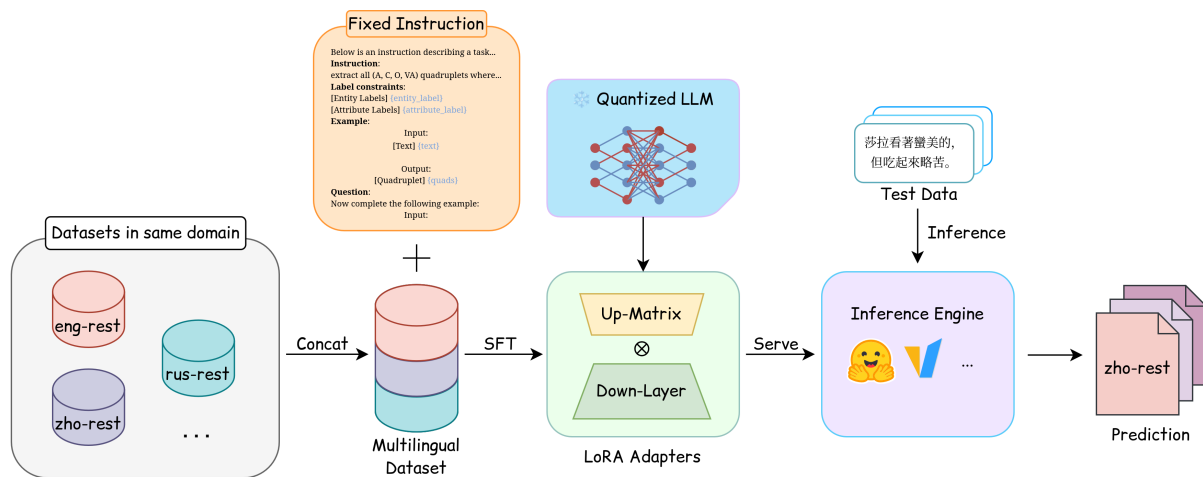 Fixed Instruction
Below is an instruction describing a task...
Instruction:
extract all (A, C, O, VA) quadruplets where...
Label constraints:
[Entity Labels] {entity_label}
[Attribute Labels] {attribute_label}
Example:
Input:
[Text] {text}
Output:
[Quadruplet] {quads}
Question:
Now complete the following example:
Input:
Quantized LLM
莎拉看著蠻美的，
但吃起來略苦。
Test Data
Inference
Datasets in same domain
eng-rest
rus-rest
zho-rest
...
Concat
Multilingual
Dataset
SFT
Up-Matrix
⊗
Down-Layer
LoRA Adapters
Serve
Inference Engine
...
zho-rest
Prediction